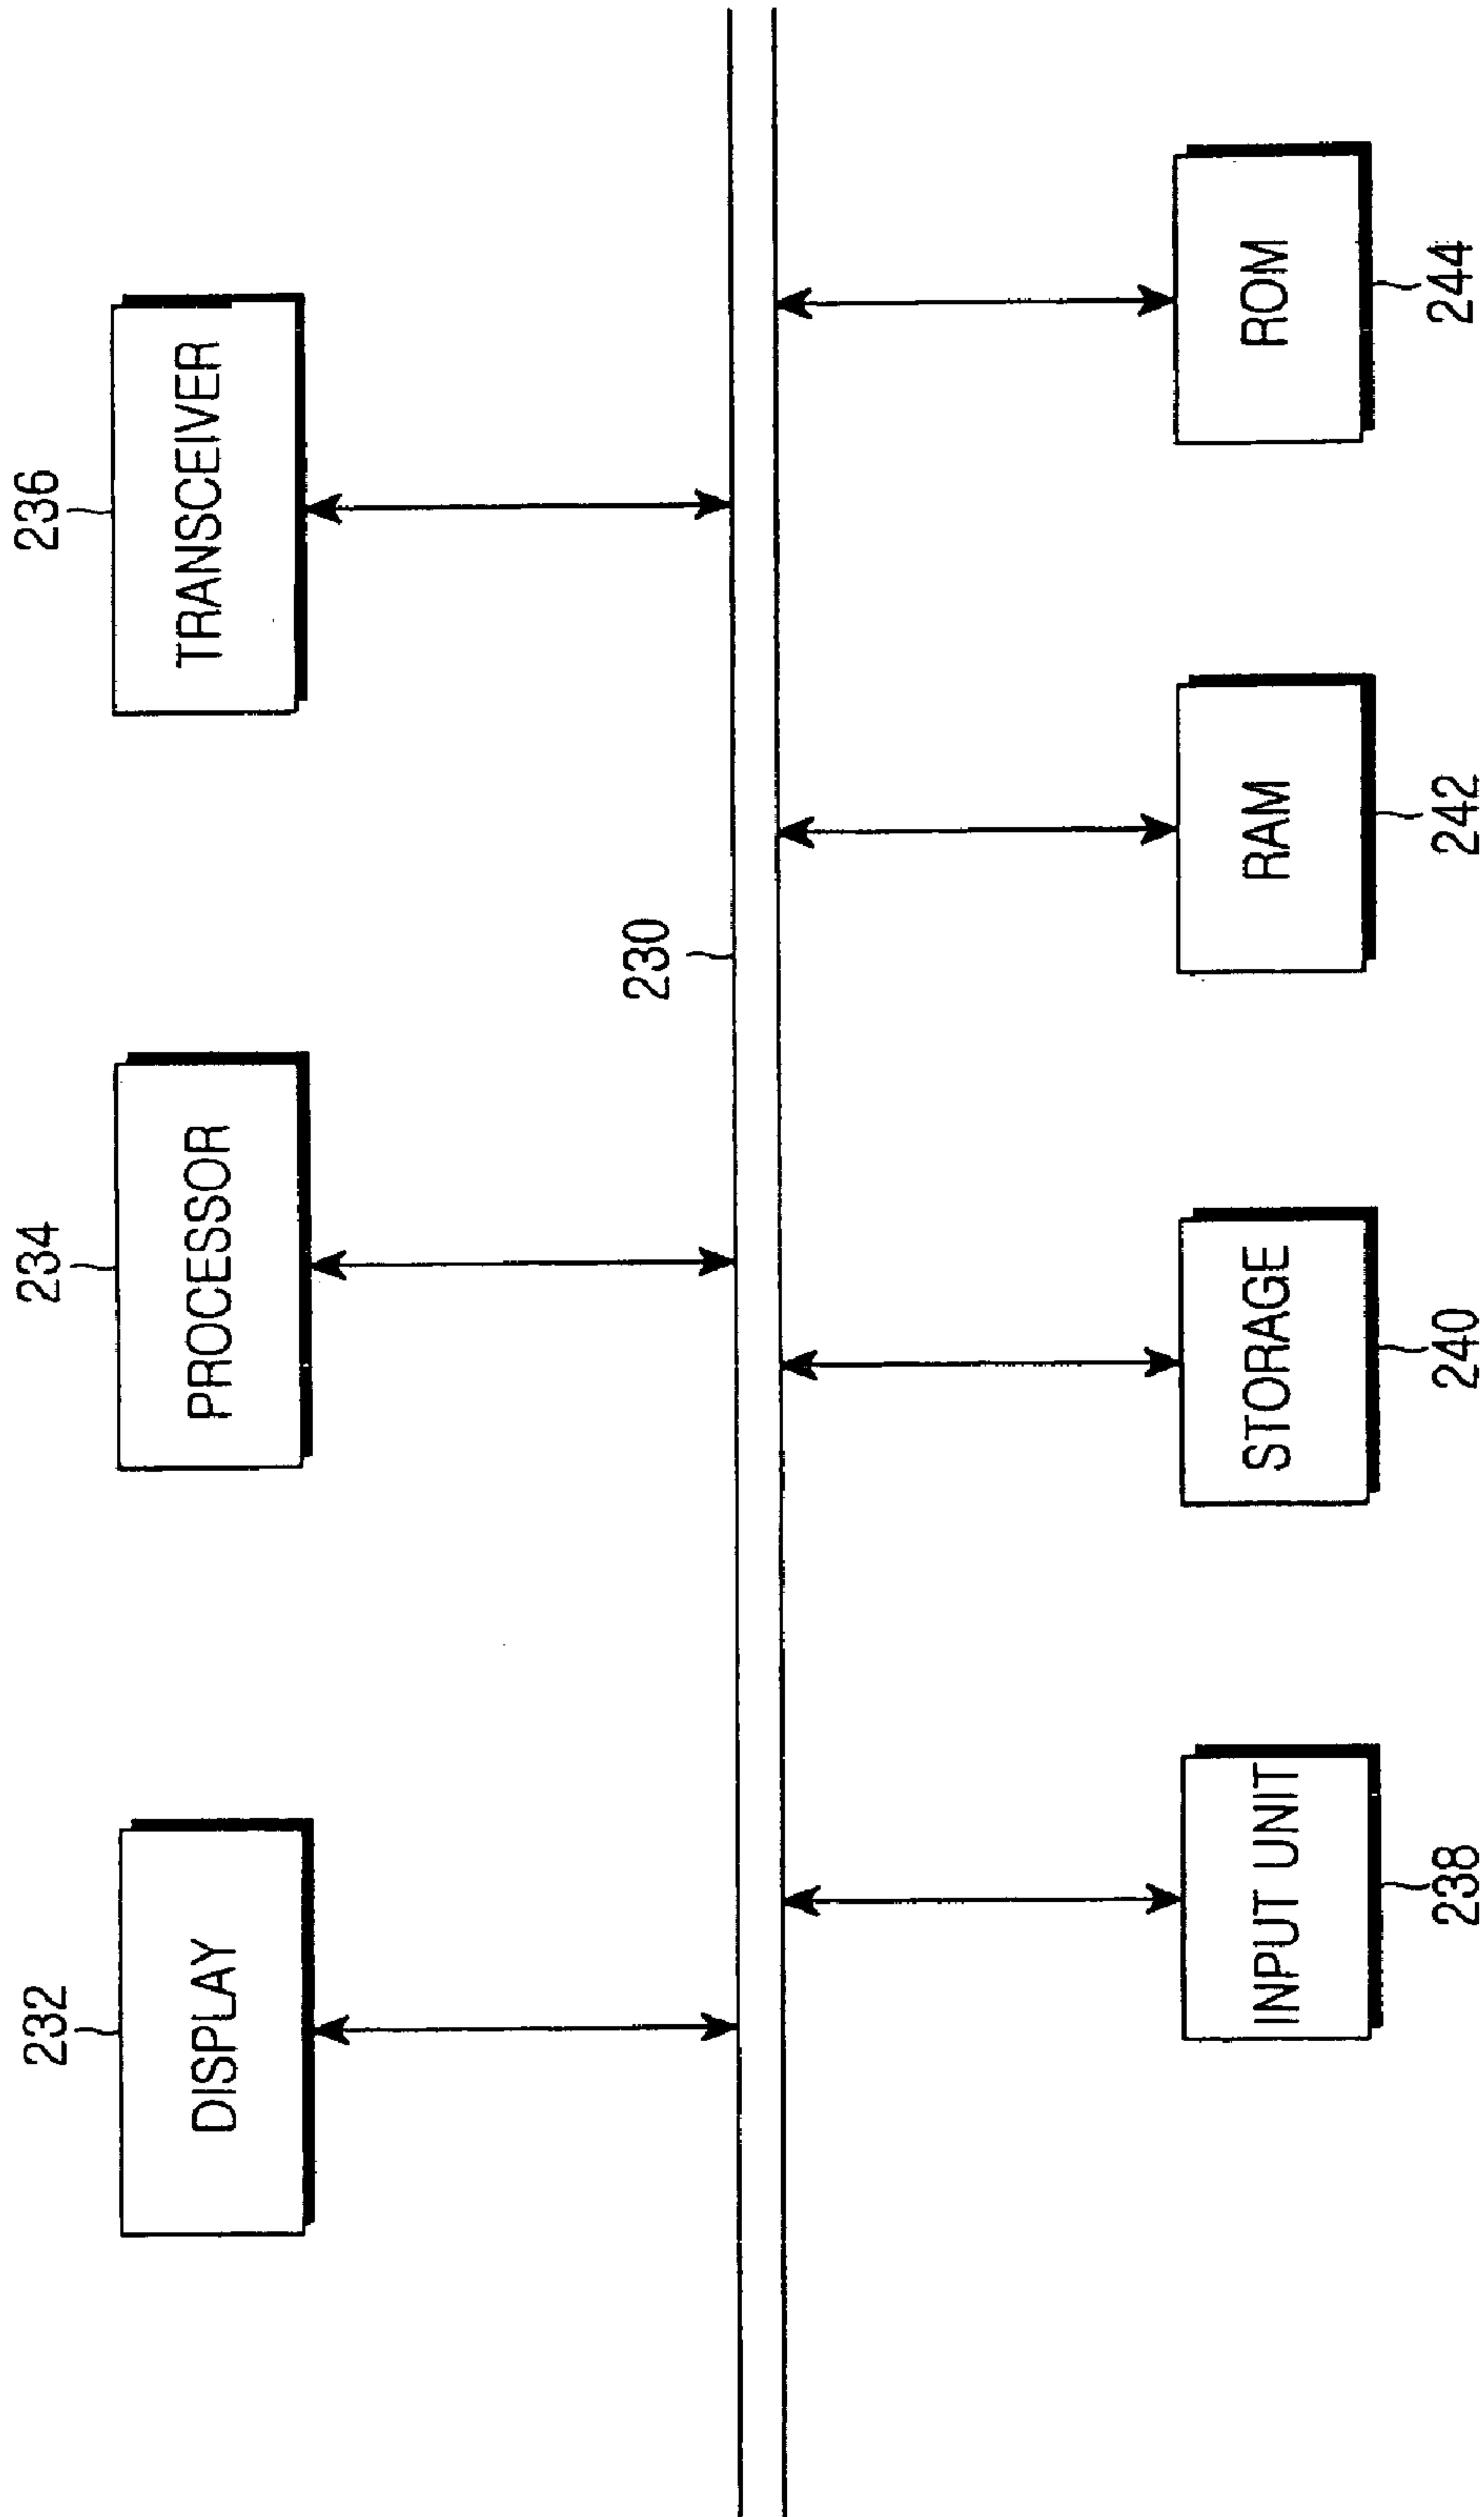 232
DISPLAY
234
PROCESSOR
236
TRANSCEIVER
230
INPUT UNIT
238
STORAGE
240
RAM
242
ROM
244